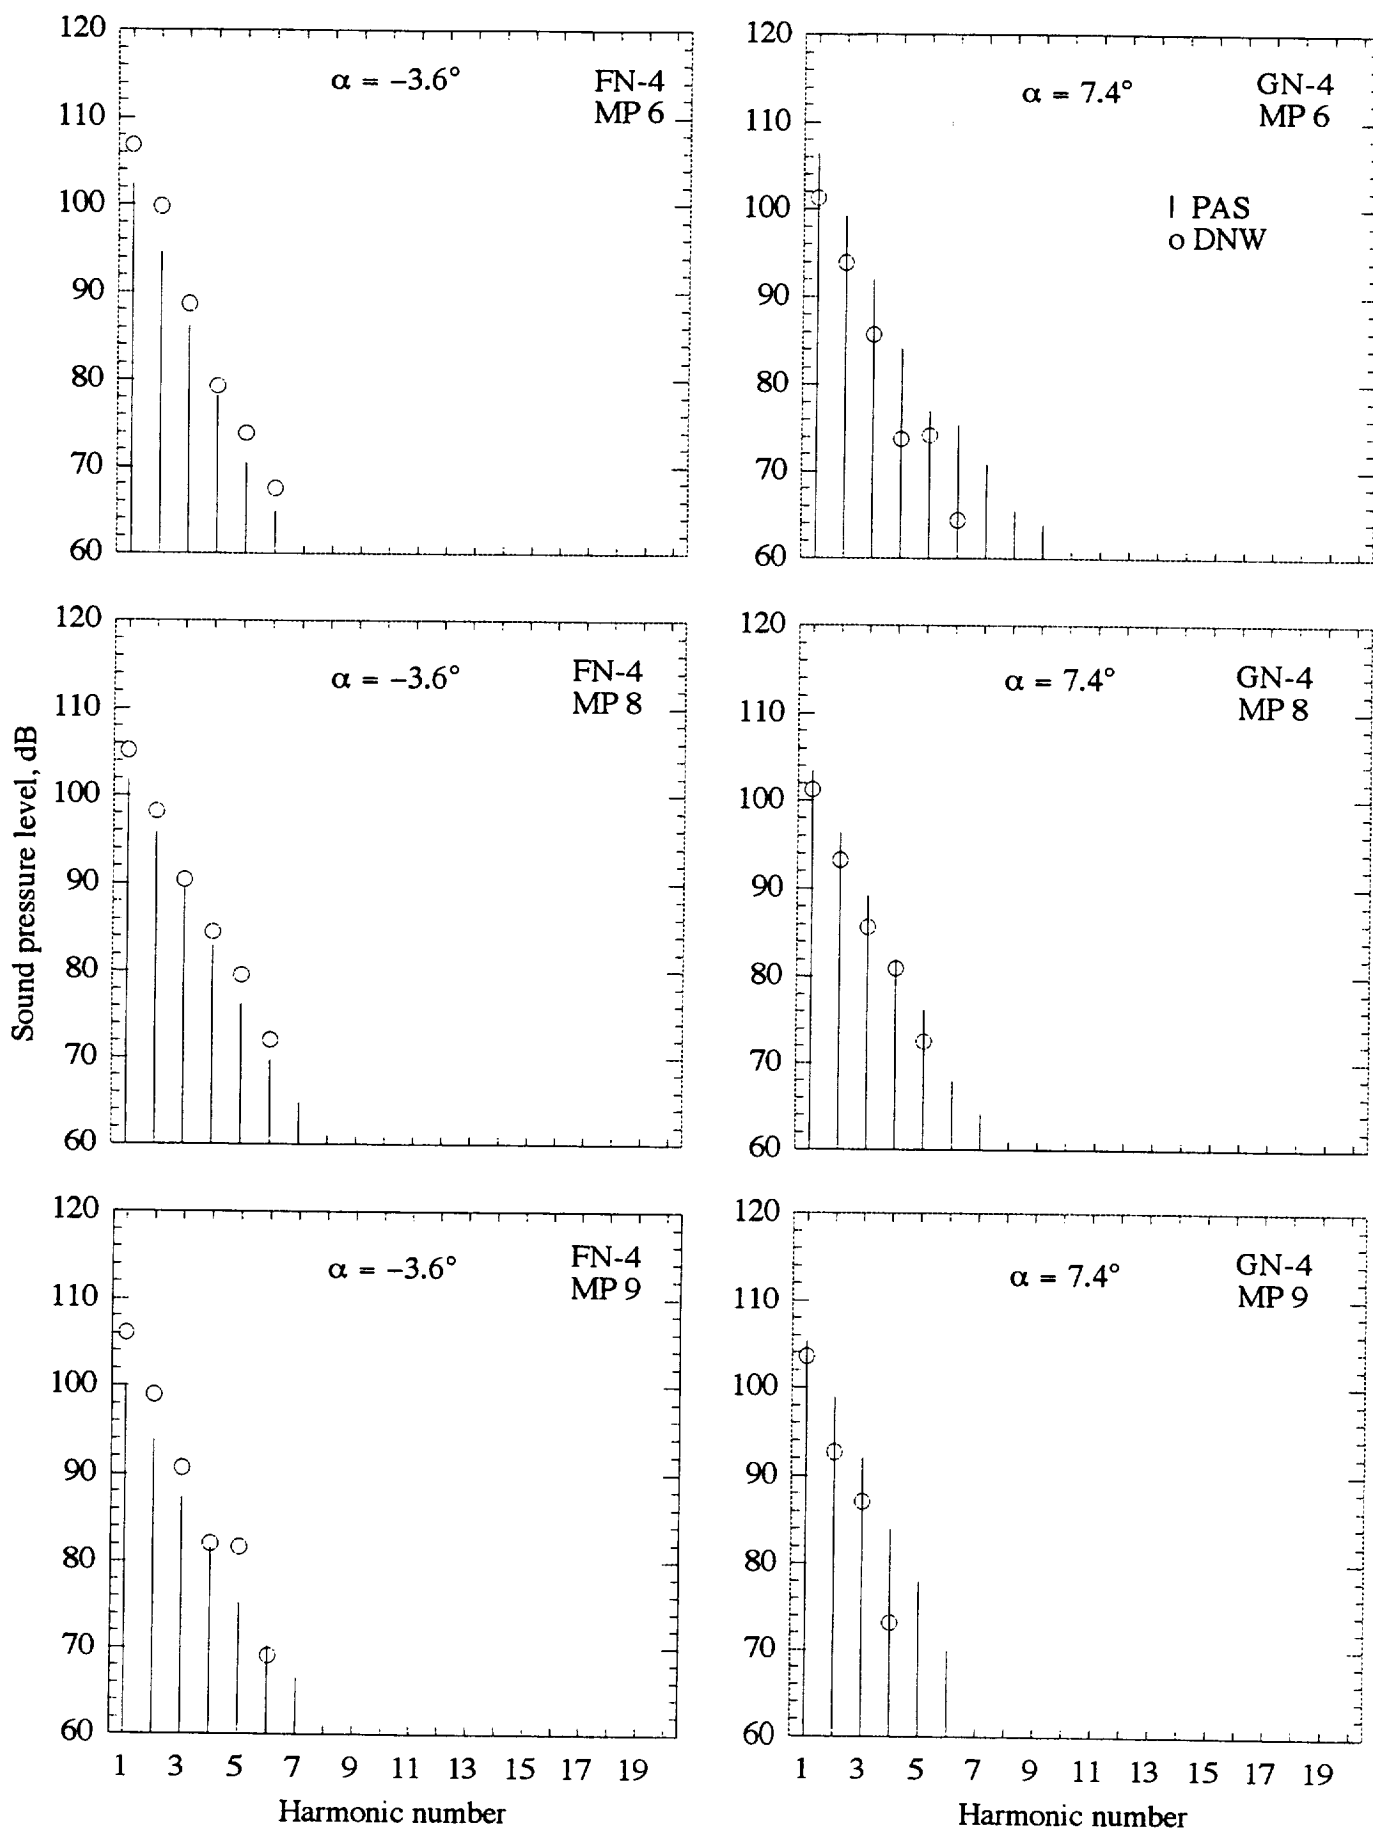 120
110
100
90
80
70
60
α = −3.6°
FN-4
MP 6
120
110
100
90
80
70
60
α = 7.4°
GN-4
MP 6
| PAS
o DNW
Sound pressure level, dB
120
110
100
90
80
70
60
α = −3.6°
FN-4
MP 8
120
110
100
90
80
70
60
α = 7.4°
GN-4
MP 8
120
110
100
90
80
70
60
α = −3.6°
FN-4
MP 9
1 3 5 7 9 11 13 15 17 19
Harmonic number
120
110
100
90
80
70
60
α = 7.4°
GN-4
MP 9
1 3 5 7 9 11 13 15 17 19
Harmonic number